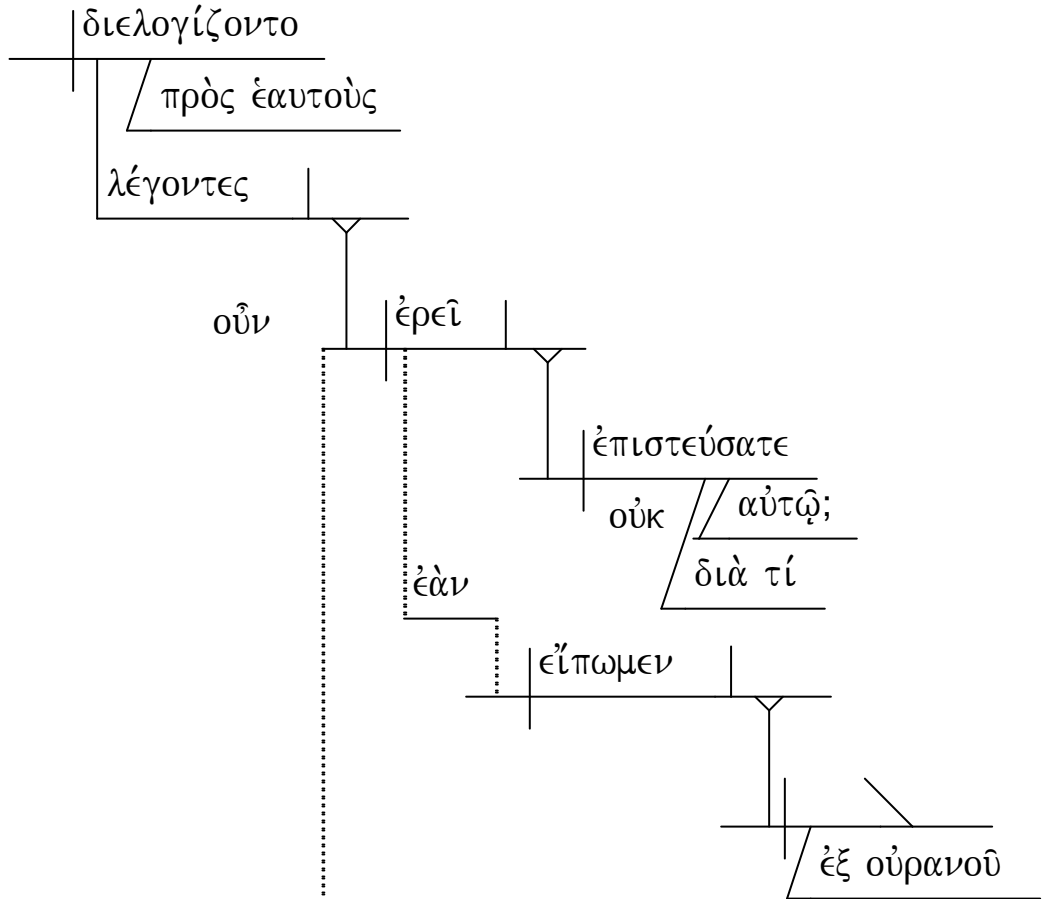 διελογίζοντο
πρὸς ἑαυτοὺς
λέγοντες
οὖν
ἐρεῖ
ἐπιστεύσατε
οὐκ
αὐτῷ;
διὰ τί
ἐὰν
εἴπωμεν
ἐξ οὐρανοῦ